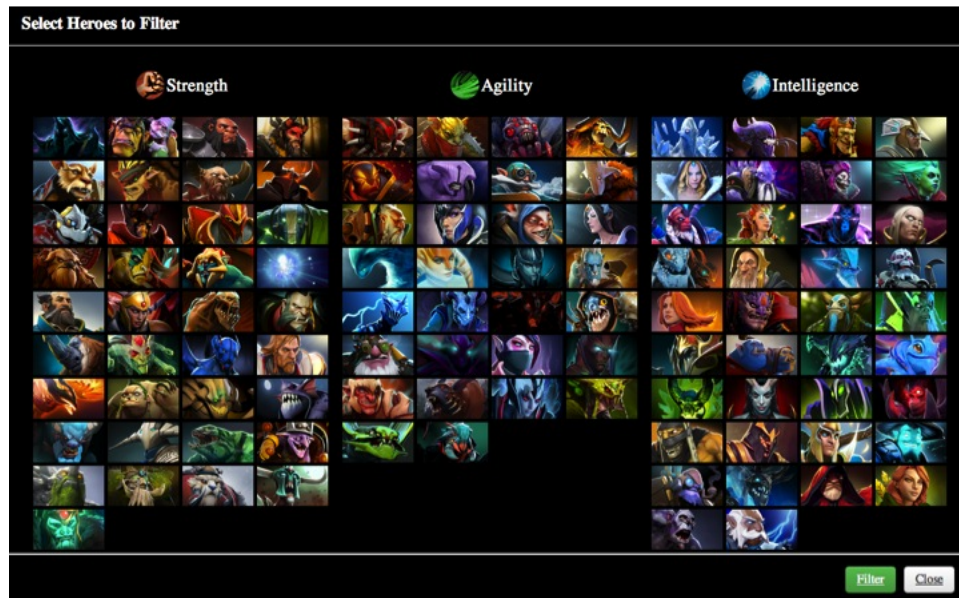 Select Heroes to Filter
Strength
Agility
Intelligence
Filter
Close